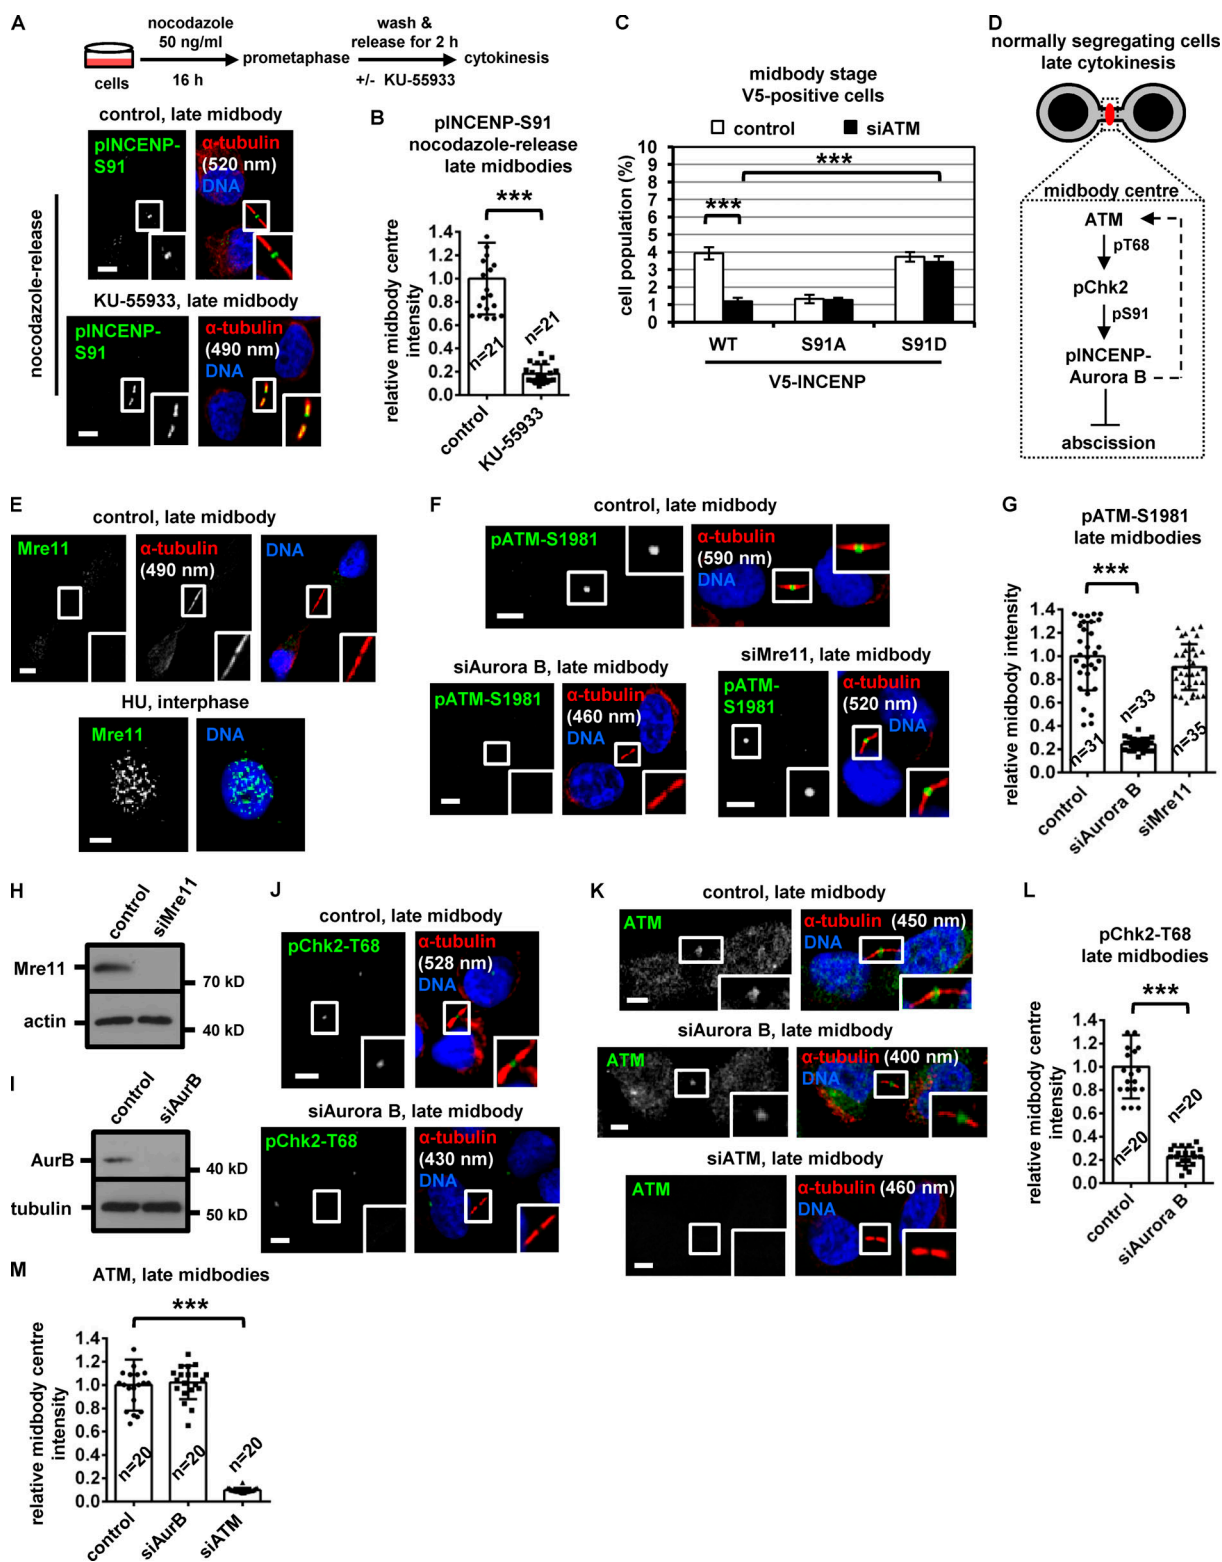 A
nocodazole
50 ng/ml
wash &
release for 2 h
cells
16 h
prometaphase
+/- KU-55933
cytokinesis
nocodazole-release
control, late midbody
pINCENP-
S91
α-tubulin
(520 nm)
DNA
KU-55933, late midbody
pINCENP-
S91
α-tubulin
(490 nm)
DNA
B
pINCENP-S91
nocodazole-release
late midbodies
***
relative midbody centre
intensity
1.6
1.4
1.2
1.0
0.8
0.6
0.4
0.2
0.0
n=21
n=21
control
KU-55933
C
midbody stage
V5-positive cells
control
siATM
cell population (%)
10
9
8
7
6
5
4
3
2
1
0
***
***
WT
S91A
S91D
V5-INCENP
D
normally segregating cells
late cytokinesis
midbody centre
ATM
pT68
pChk2
pS91
pINCENP-
Aurora B
abscission
E
control, late midbody
Mre11
α-tubulin
(490 nm)
DNA
HU, interphase
Mre11
DNA
F
control, late midbody
pATM-S1981
α-tubulin
(590 nm)
DNA
siAurora B, late midbody
pATM-S1981
α-tubulin
(460 nm)
DNA
siMre11, late midbody
pATM-
S1981
α-tubulin
(520 nm)
DNA
G
pATM-S1981
late midbodies
***
relative midbody intensity
1.4
1.2
1.0
0.8
0.6
0.4
0.2
0.0
n=31
n=33
n=35
control
siAurora B
siMre11
H
control
siMre11
Mre11
70 kD
actin
40 kD
I
control
siAurB
AurB
40 kD
tubulin
50 kD
J
control, late midbody
pChk2-T68
α-tubulin
(528 nm)
DNA
siAurora B, late midbody
pChk2-T68
α-tubulin
(430 nm)
DNA
K
control, late midbody
ATM
α-tubulin (450 nm)
DNA
siAurora B, late midbody
ATM
α-tubulin (400 nm)
DNA
siATM, late midbody
ATM
α-tubulin (460 nm)
DNA
L
pChk2-T68
late midbodies
***
relative midbody centre
intensity
1.4
1.2
1.0
0.8
0.6
0.4
0.2
0.0
n=20
n=20
control
siAurora B
M
ATM, late midbodies
***
relative midbody centre
intensity
1.4
1.2
1.0
0.8
0.6
0.4
0.2
0.0
n=20
n=20
n=20
control
siAurB
siATM